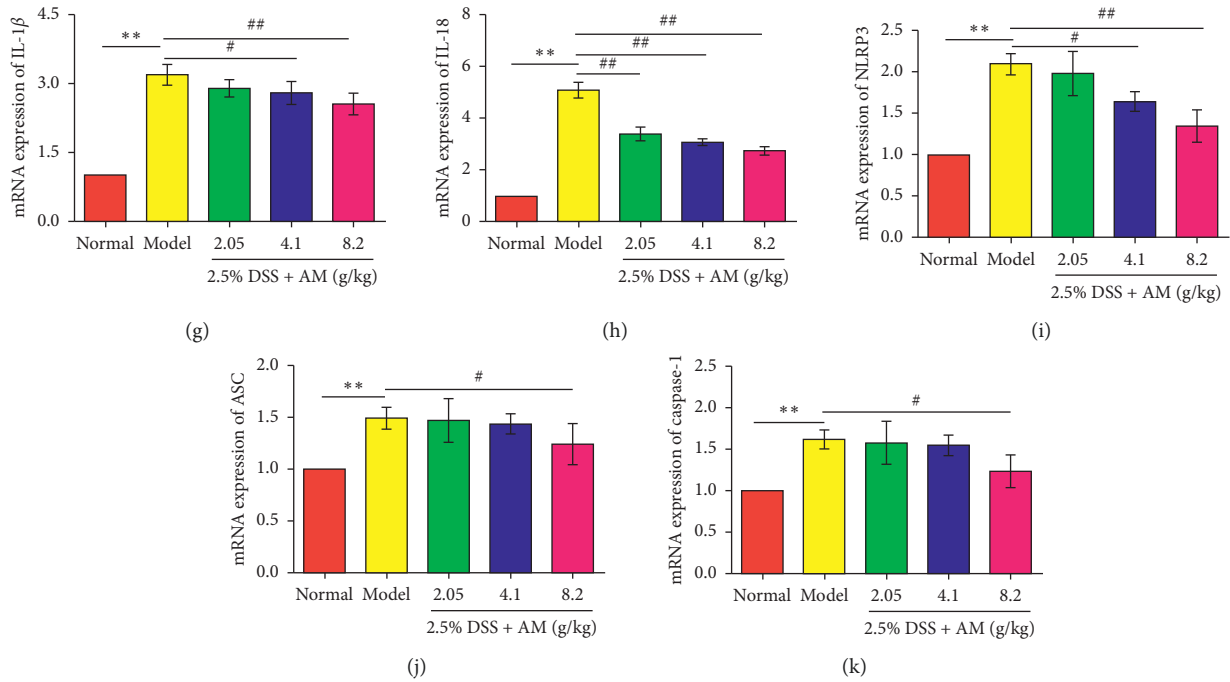 mRNA expression of IL-1β
4.5
3.0
1.5
0.0
**
#
##
Normal Model 2.05 4.1 8.2
2.5% DSS + AM (g/kg)
(g)
mRNA expression of IL-18
8
6
4
2
0
**
##
##
##
Normal Model 2.05 4.1 8.2
2.5% DSS + AM (g/kg)
(h)
mRNA expression of NLRP3
2.5
2.0
1.5
1.0
0.5
0.0
**
#
##
Normal Model 2.05 4.1 8.2
2.5% DSS + AM (g/kg)
(i)
mRNA expression of ASC
2.0
1.5
1.0
0.5
0.0
**
#
Normal Model 2.05 4.1 8.2
2.5% DSS + AM (g/kg)
(j)
mRNA expression of caspase-1
2.5
2.0
1.5
1.0
0.5
0.0
**
#
Normal Model 2.05 4.1 8.2
2.5% DSS + AM (g/kg)
(k)